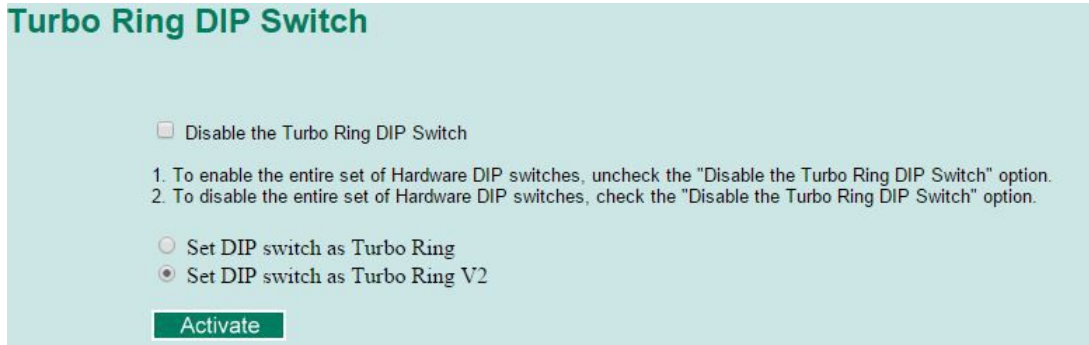 Turbo Ring DIP Switch
Disable the Turbo Ring DIP Switch
1. To enable the entire set of Hardware DIP switches, uncheck the "Disable the Turbo Ring DIP Switch" option.
2. To disable the entire set of Hardware DIP switches, check the "Disable the Turbo Ring DIP Switch" option.
Set DIP switch as Turbo Ring
Set DIP switch as Turbo Ring V2
Activate